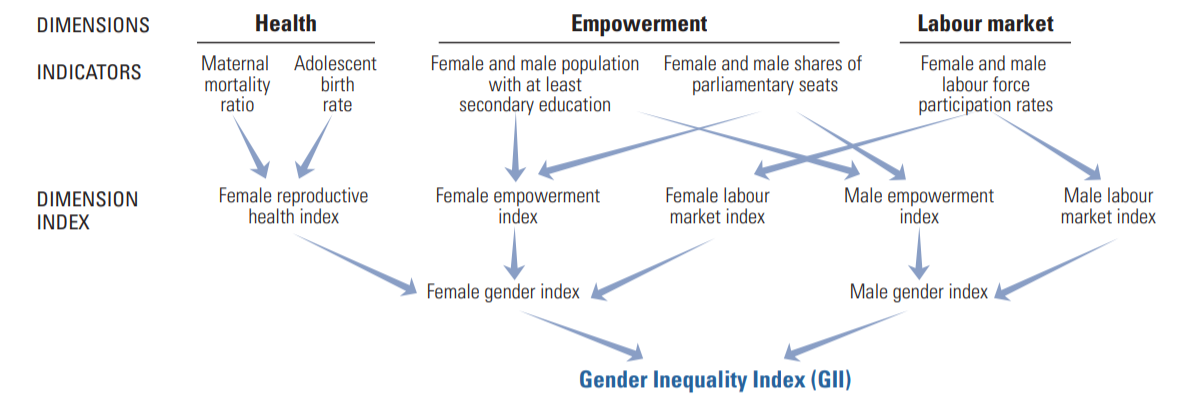 DIMENSIONS
Health
Empowerment
Labour market
INDICATORS
Maternal
mortality
ratio
Adolescent
birth
rate
Female and male population
with at least
secondary education
Female and male shares of
parliamentary seats
Female and male
labour force
participation rates
DIMENSION
INDEX
Female reproductive
health index
Female empowerment
index
Female labour
market index
Male empowerment
index
Male labour
market index
Female gender index
Male gender index
Gender Inequality Index (GII)